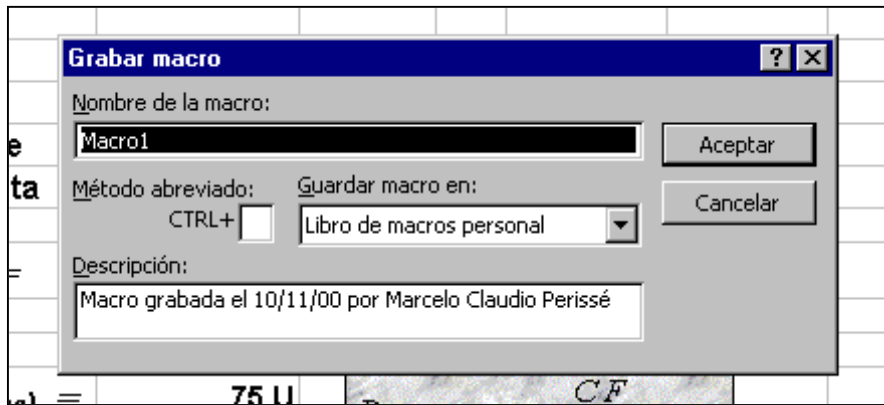 Grabar macro
Nombre de la macro:
Macro1
Aceptar
e
ta
Método abreviado:
Guardar macro en:
CTRL+
Libro de macros personal
Cancelar
=
Descripción:
Macro grabada el 10/11/00 por Marcelo Claudio Perissé
= 75 U
C F